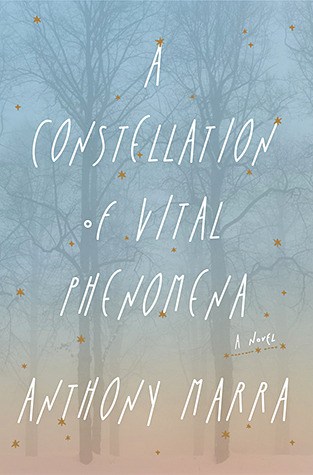 A
CONSTELLATION
OF VITAL
PHENOMENA
A NOVEL
ANTHONY MARRA